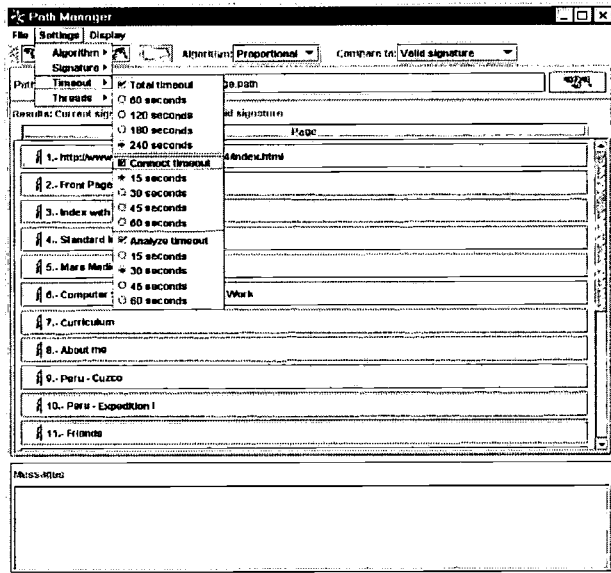 Path Manager
File Settings Display
Algorithm: Proportional Compare to: Valid signature
Algorithm
Signature
Timeout
Threads
Path
ge.path
Total timeout
60 seconds
120 seconds
180 seconds
240 seconds
Connect timeout
15 seconds
30 seconds
45 seconds
60 seconds
Analyze timeout
15 seconds
30 seconds
45 seconds
60 seconds
Results: Current sig id signature
Page
1.- http://www 4/index.html
2.- Front Page
3.- Index with
4.- Standard
5.- Mara
6.- Computer Work
7.- Curriculum
8.- About me
9.- Peru - Cuzco
10.- Peru - Expedition I
11.- Friends
Messages